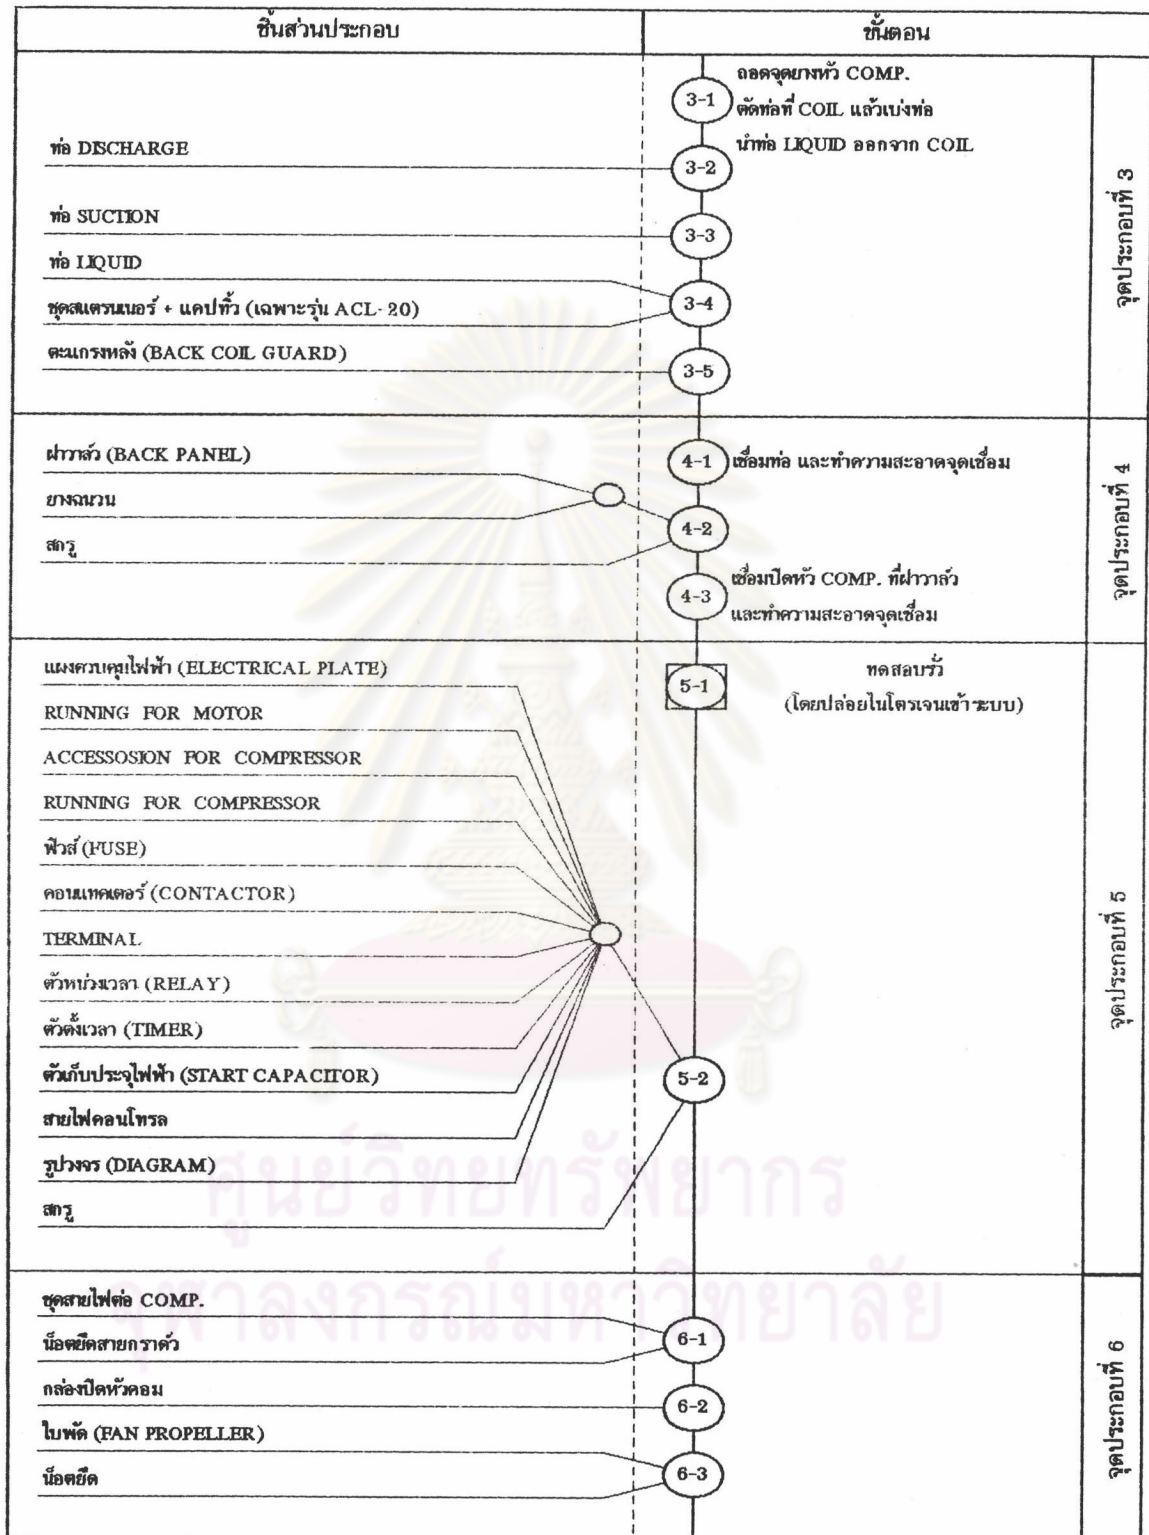 ชิ้นส่วนประกอบ
ขั้นตอน
ถอดจุดยางหัว COMP.
3-1
ตัดท่อที่ COIL แล้วเบ่งท่อ
นำท่อ LIQUID ออกจาก COIL
ท่อ DISCHARGE
3-2
ท่อ SUCTION
3-3
ท่อ LIQUID
3-4
ชุดสแตรนเนอร์ + แคปทิ้ว (เฉพาะรุ่น ACL-20)
ตะแกรงหลัง (BACK COIL GUARD)
3-5
จุดประกอบที่ 3
ฝาวาล์ว (BACK PANEL)
4-1
เชื่อมท่อ และทำความสะอาดจุดเชื่อม
ยางฉนวน
4-2
สกรู
เชื่อมปิดหัว COMP. ที่ฝาวาล์ว
4-3
และทำความสะอาดจุดเชื่อม
จุดประกอบที่ 4
แผงควบคุมไฟฟ้า (ELECTRICAL PLATE)
5-1
ทดสอบรั่ว
(โดยปล่อยไนโตรเจนเข้าระบบ)
RUNNING FOR MOTOR
ACCESSOSION FOR COMPRESSOR
RUNNING FOR COMPRESSOR
ฟิวส์ (FUSE)
คอนแทคเตอร์ (CONTACTOR)
TERMINAL
ตัวหน่วงเวลา (RELAY)
ตัวตั้งเวลา (TIMER)
ตัวเก็บประจุไฟฟ้า (START CAPACITOR)
5-2
สายไฟคอนโทรล
รูปวงจร (DIAGRAM)
สกรู
จุดประกอบที่ 5
ชุดสายไฟต่อ COMP.
6-1
น็อตยึดสายกราวด์
กล่องปิดหัวคอม
6-2
ใบพัด (FAN PROPELLER)
6-3
น็อตยึด
จุดประกอบที่ 6
ศูนย์วิทยทรัพยากร
จุฬาลงกรณ์มหาวิทยาลัย